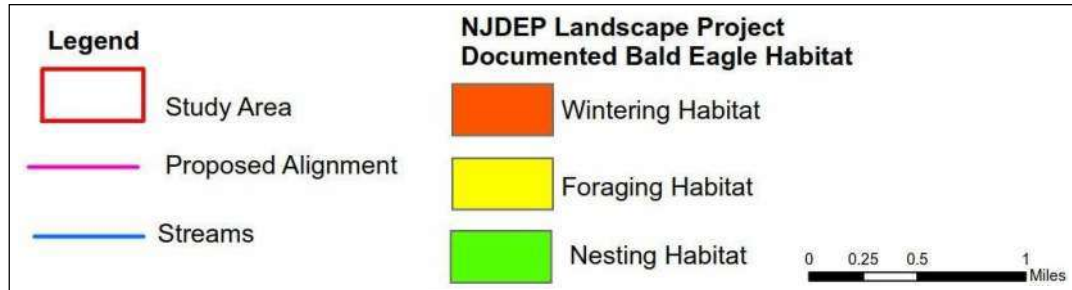 Legend
Study Area
Proposed Alignment
Streams
NJDEP Landscape Project
Documented Bald Eagle Habitat
Wintering Habitat
Foraging Habitat
Nesting Habitat
0 0.25 0.5 1
Miles